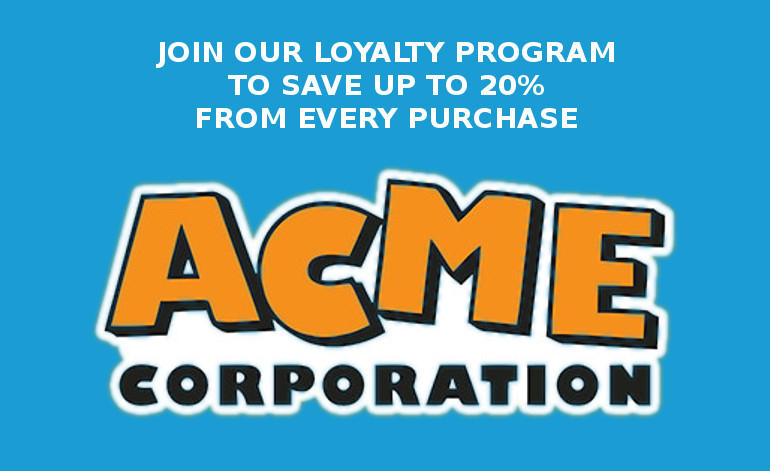 JOIN OUR LOYALTY PROGRAM
TO SAVE UP TO 20%
FROM EVERY PURCHASE
ACME
CORPORATION